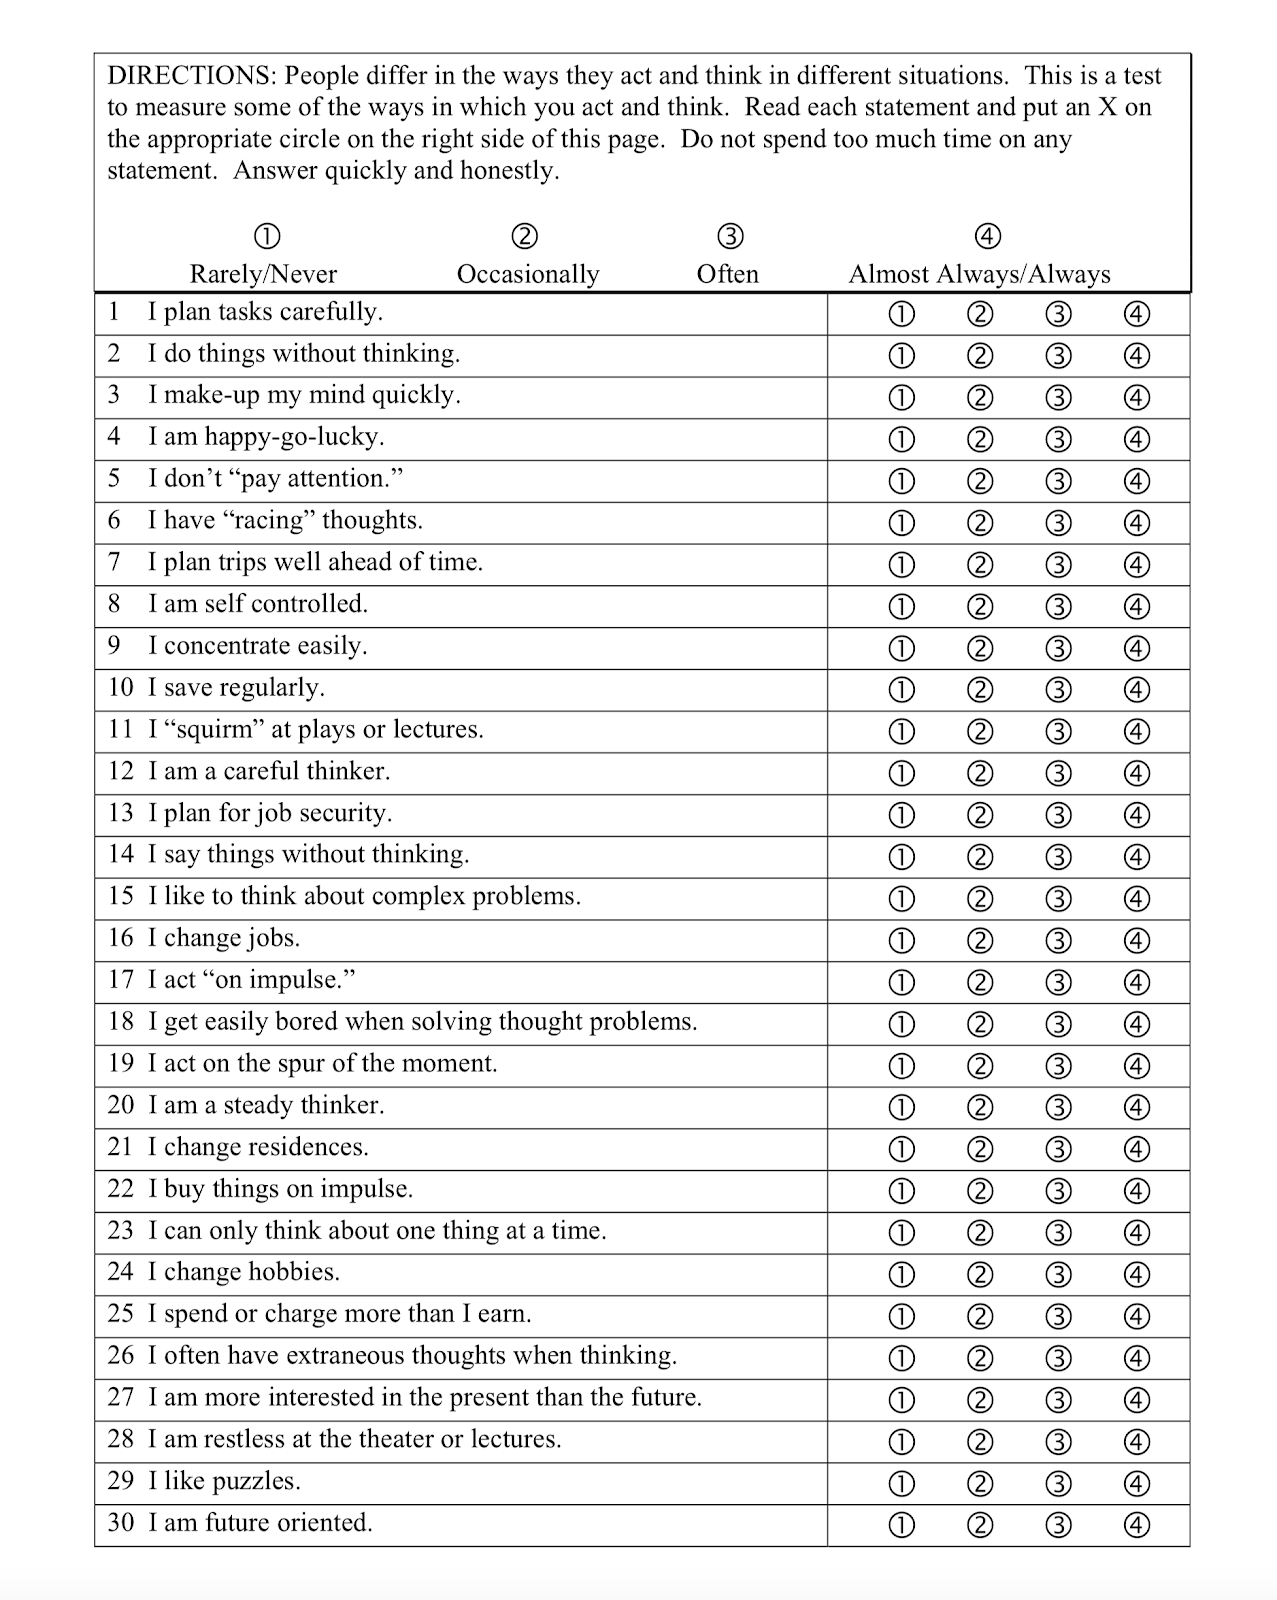 DIRECTIONS: People differ in the ways they act and think in different situations.  This is a test
to measure some of the ways in which you act and think.  Read each statement and put an X on
the appropriate circle on the right side of this page.  Do not spend too much time on any
statement.  Answer quickly and honestly.
① ② ③ ④
Rarely/Never Occasionally Often Almost Always/Always
1 I plan tasks carefully. ① ② ③ ④
2 I do things without thinking. ① ② ③ ④
3 I make-up my mind quickly. ① ② ③ ④
4 I am happy-go-lucky. ① ② ③ ④
5 I don’t “pay attention.” ① ② ③ ④
6 I have “racing” thoughts. ① ② ③ ④
7 I plan trips well ahead of time. ① ② ③ ④
8 I am self controlled. ① ② ③ ④
9 I concentrate easily. ① ② ③ ④
10 I save regularly. ① ② ③ ④
11 I “squirm” at plays or lectures. ① ② ③ ④
12 I am a careful thinker. ① ② ③ ④
13 I plan for job security. ① ② ③ ④
14 I say things without thinking. ① ② ③ ④
15 I like to think about complex problems. ① ② ③ ④
16 I change jobs. ① ② ③ ④
17 I act “on impulse.” ① ② ③ ④
18 I get easily bored when solving thought problems. ① ② ③ ④
19 I act on the spur of the moment. ① ② ③ ④
20 I am a steady thinker. ① ② ③ ④
21 I change residences. ① ② ③ ④
22 I buy things on impulse. ① ② ③ ④
23 I can only think about one thing at a time. ① ② ③ ④
24 I change hobbies. ① ② ③ ④
25 I spend or charge more than I earn. ① ② ③ ④
26 I often have extraneous thoughts when thinking. ① ② ③ ④
27 I am more interested in the present than the future. ① ② ③ ④
28 I am restless at the theater or lectures. ① ② ③ ④
29 I like puzzles. ① ② ③ ④
30 I am future oriented. ① ② ③ ④